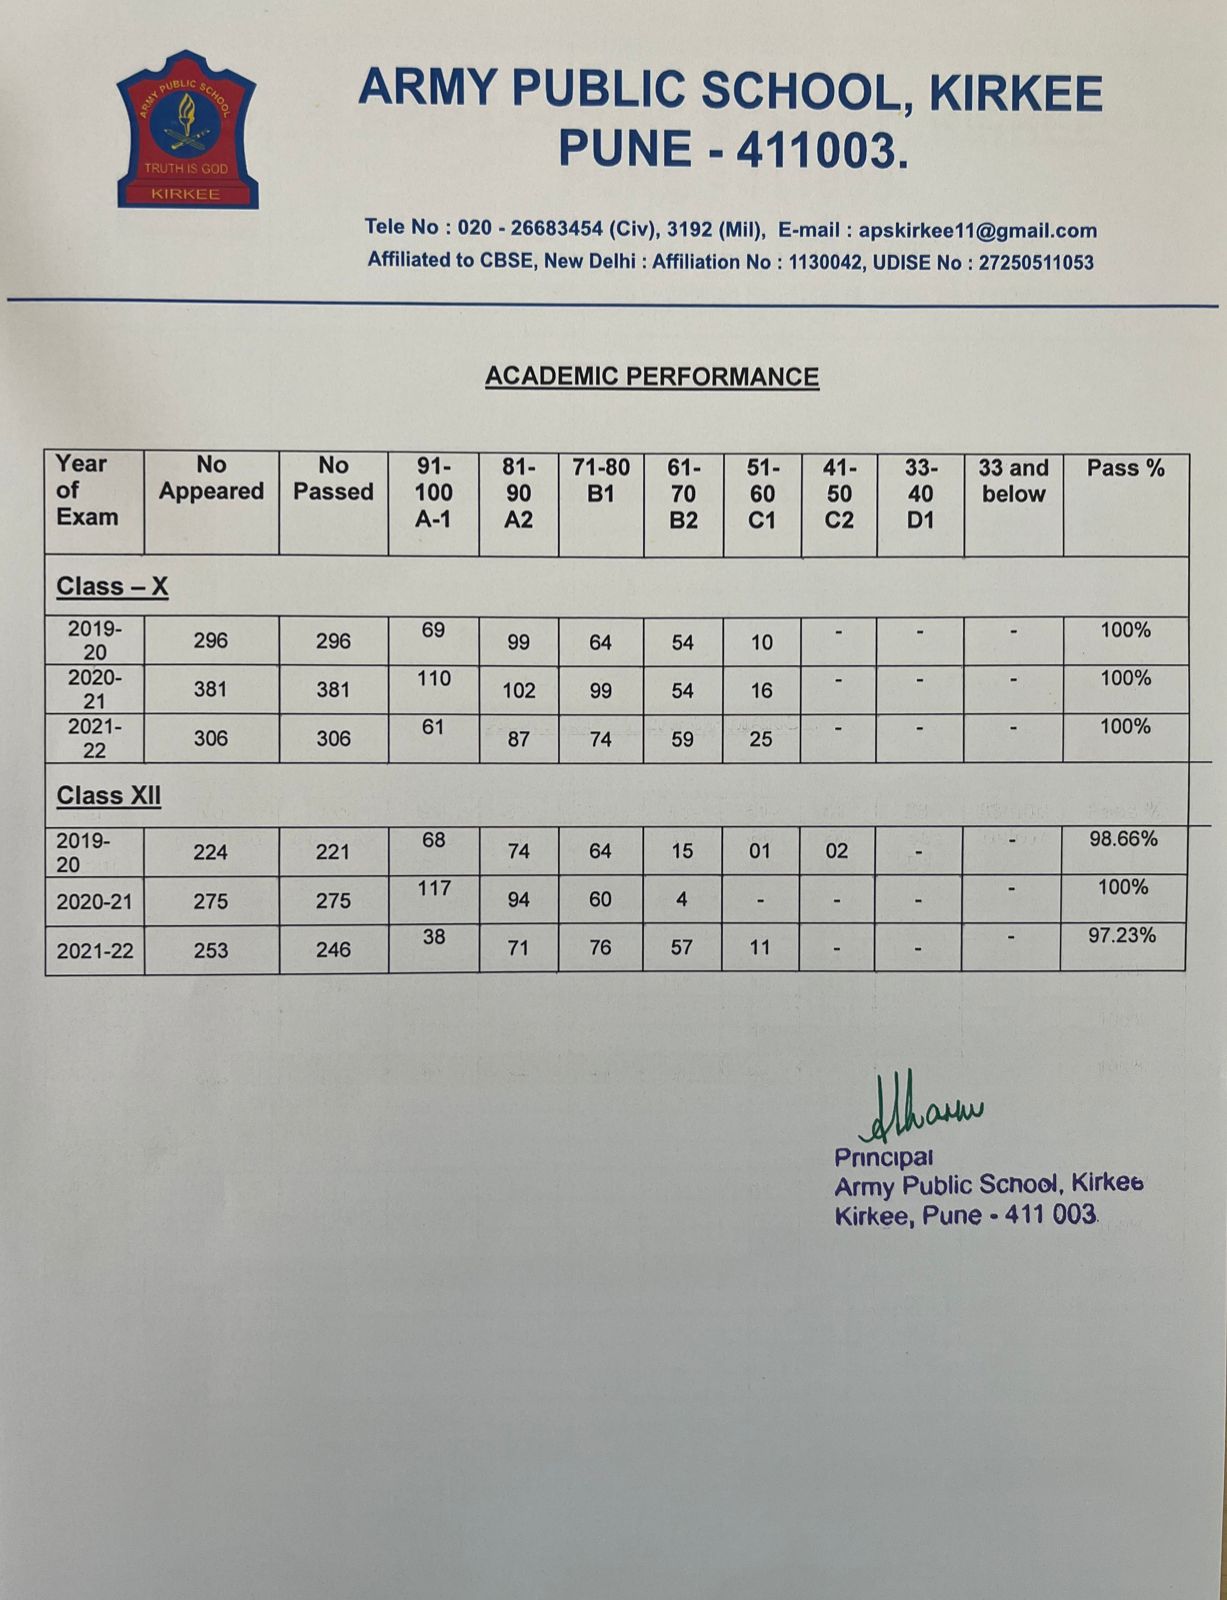 ARMY PUBLIC SCHOOL
TRUTH IS GOD
KIRKEE
ARMY PUBLIC SCHOOL, KIRKEE
PUNE - 411003.
Tele No : 020 - 26683454 (Civ), 3192 (Mil), E-mail : apskirkee11@gmail.com
Affiliated to CBSE, New Delhi : Affiliation No : 1130042, UDISE No : 27250511053
ACADEMIC PERFORMANCE
Year of Exam No Appeared No Passed 91-100 A-1 81-90 A2 71-80 B1 61-70 B2 51-60 C1 41-50 C2 33-40 D1 33 and below Pass %
Class – X
2019-20 296 296 69 99 64 54 10 - - - 100%
2020-21 381 381 110 102 99 54 16 - - - 100%
2021-22 306 306 61 87 74 59 25 - - - 100%
Class XII
2019-20 224 221 68 74 64 15 01 02 - - 98.66%
2020-21 275 275 117 94 60 4 - - - - 100%
2021-22 253 246 38 71 76 57 11 - - - 97.23%
Principal
Army Public School, Kirkee
Kirkee, Pune - 411 003.